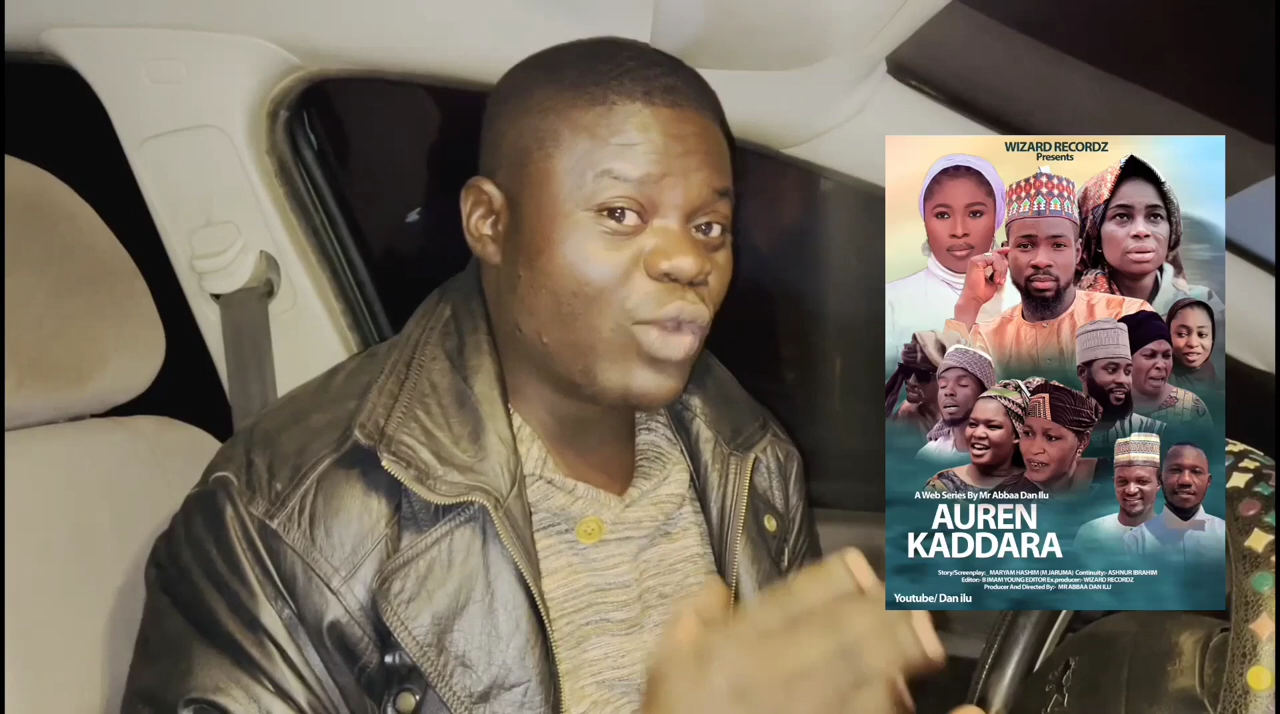 WIZARD RECORDZ
Presents
A Web Series By Mr Abbaa Dan Ilu
AUREN
KADDARA
Story/Screenplay:_ MARYAM HASHIM (M JARUMA) Continuity:- ASHNUR IBRAHIM
Editor:- B IMAM YOUNG EDITOR Ex.producer:- WIZARD RECORDZ
Producer And Directed By:- MR ABBAA DAN ILU
Youtube/ Dan ilu